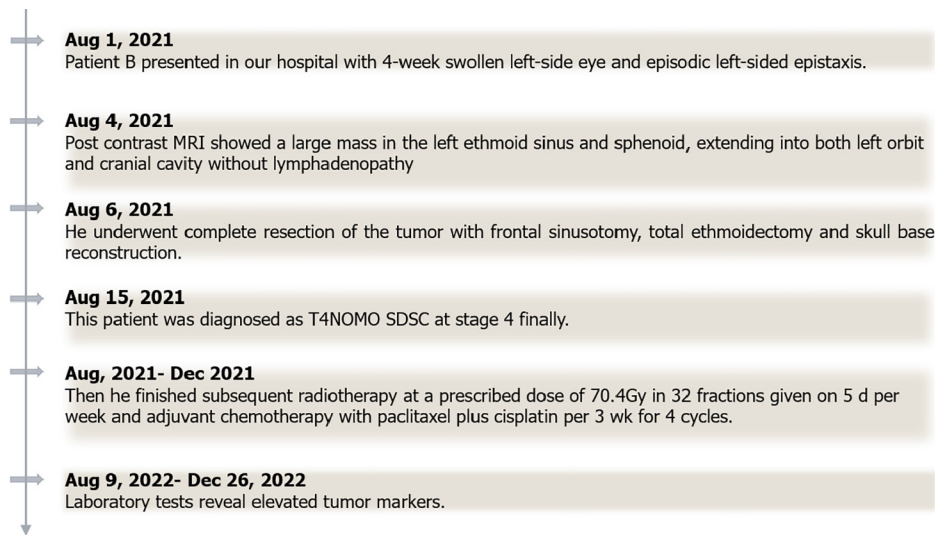 Aug 1, 2021
Patient B presented in our hospital with 4-week swollen left-side eye and episodic left-sided epistaxis.
Aug 4, 2021
Post contrast MRI showed a large mass in the left ethmoid sinus and sphenoid, extending into both left orbit
and cranial cavity without lymphadenopathy
Aug 6, 2021
He underwent complete resection of the tumor with frontal sinusotomy, total ethmoidectomy and skull base
reconstruction.
Aug 15, 2021
This patient was diagnosed as T4NOMO SDSC at stage 4 finally.
Aug, 2021- Dec 2021
Then he finished subsequent radiotherapy at a prescribed dose of 70.4Gy in 32 fractions given on 5 d per
week and adjuvant chemotherapy with paclitaxel plus cisplatin per 3 wk for 4 cycles.
Aug 9, 2022- Dec 26, 2022
Laboratory tests reveal elevated tumor markers.